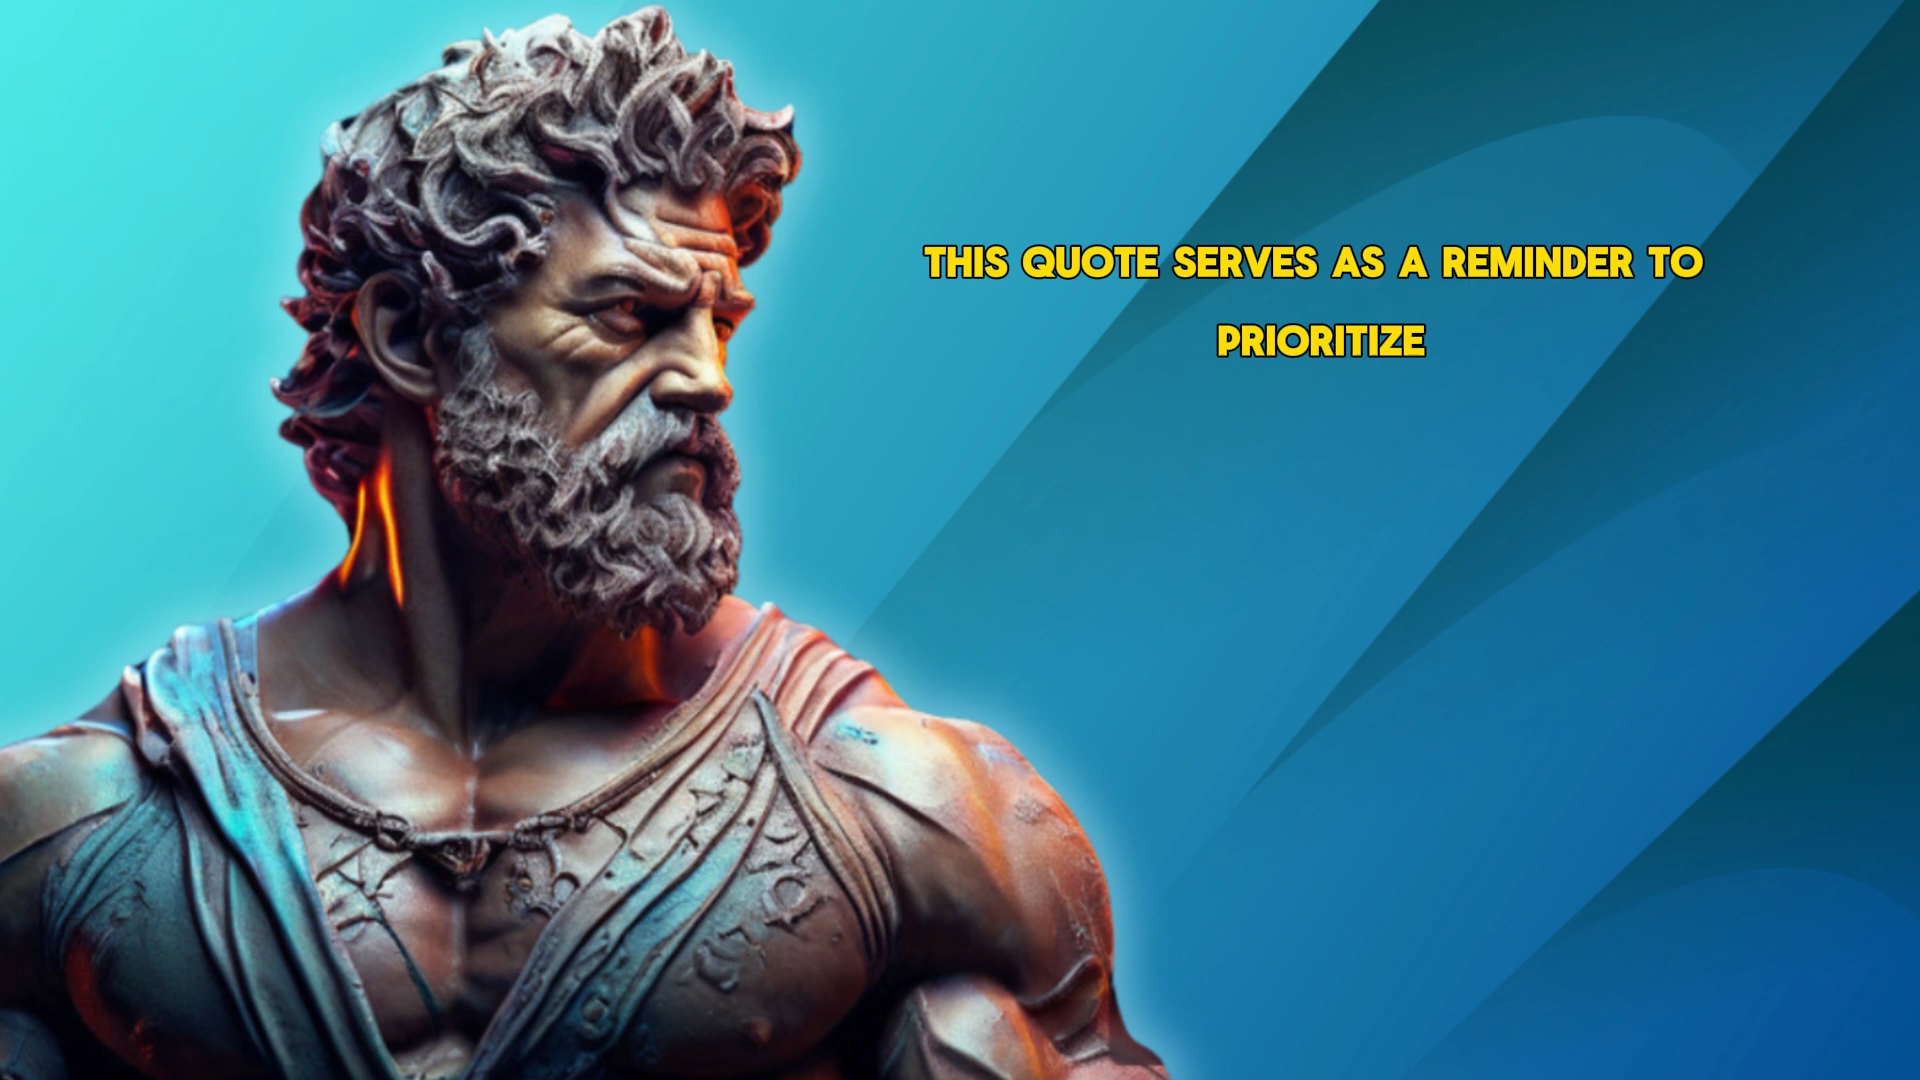 THIS QUOTE SERVES AS A REMINDER TO
PRIORITIZE